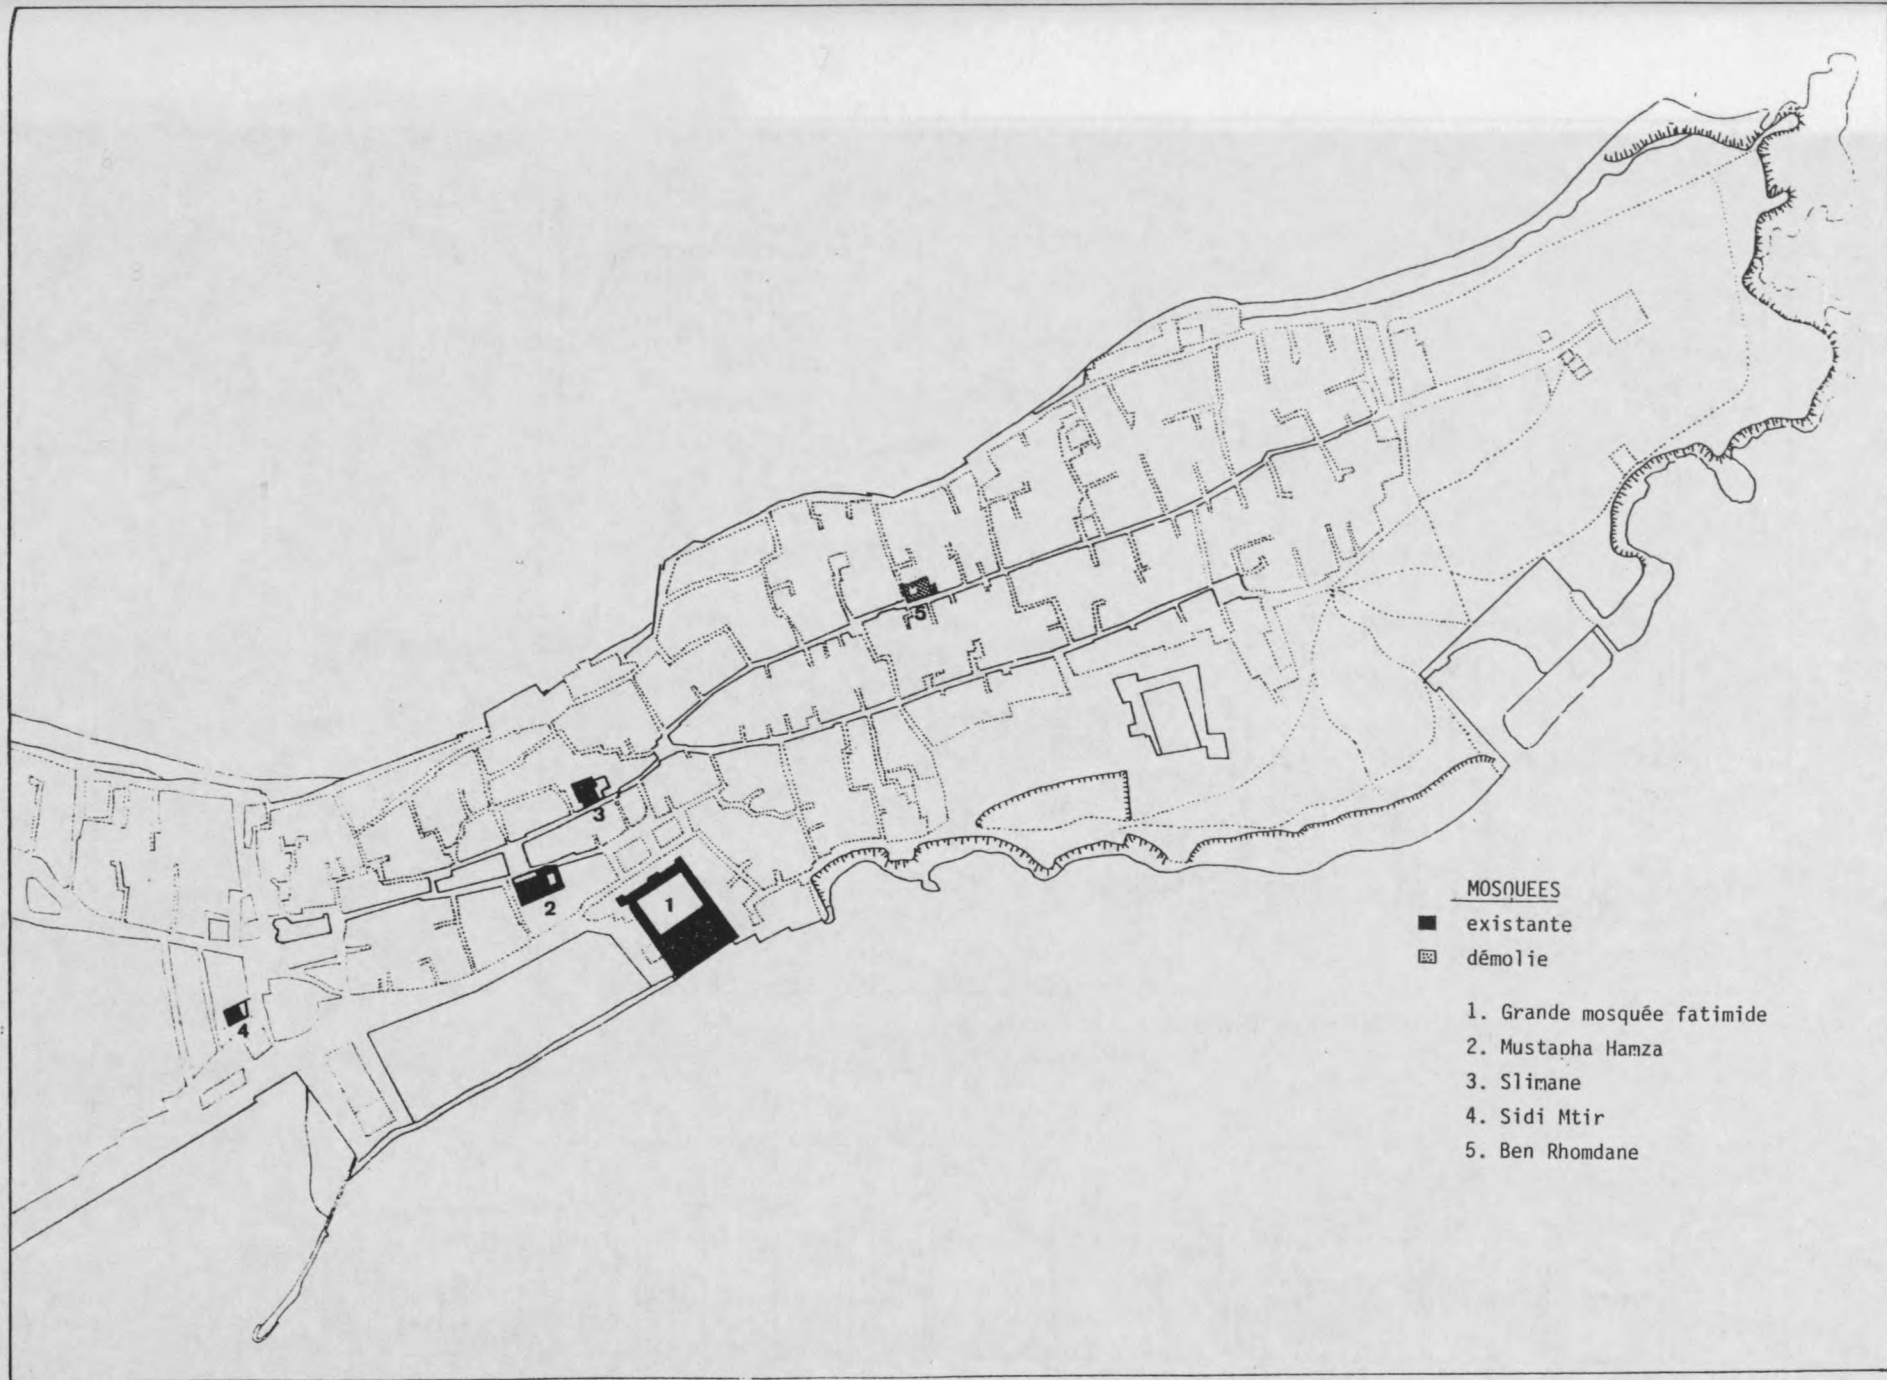 5
3
2
1
4
MOSQUEES
existante
démolie
1. Grande mosquée fatimide
2. Mustapha Hamza
3. Slimane
4. Sidi Mtir
5. Ben Rhomdane